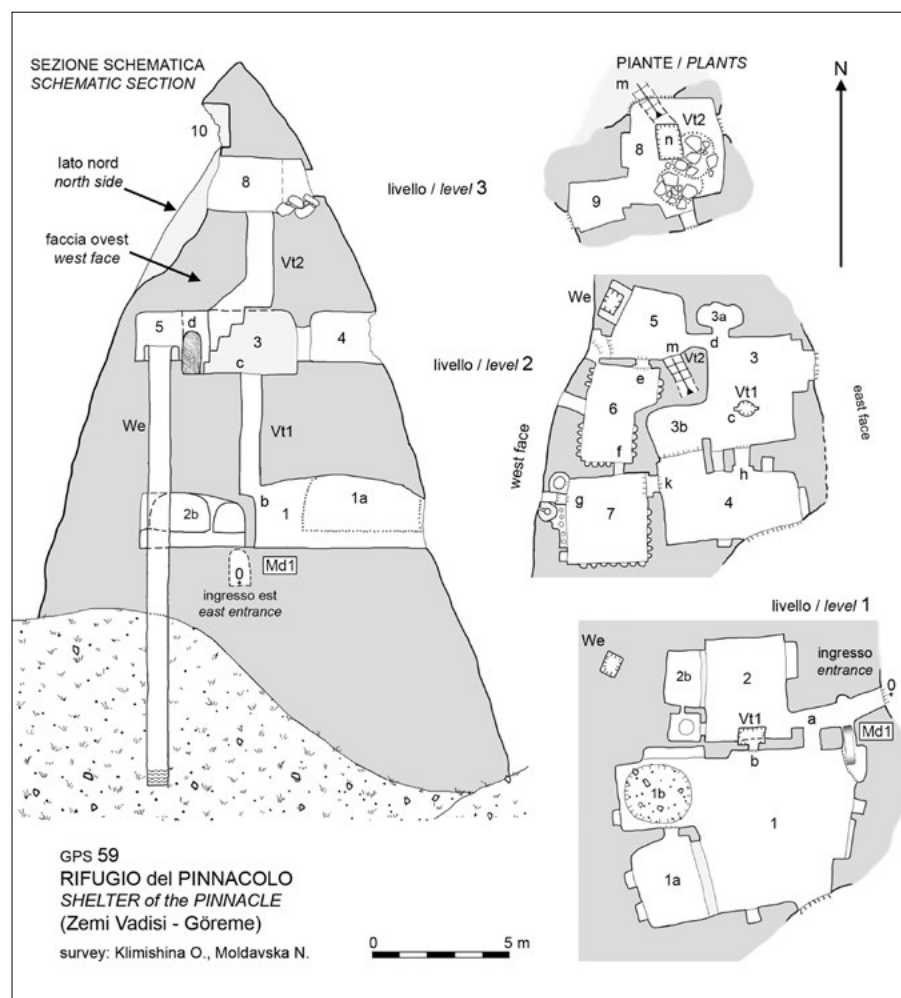 SEZIONE SCHEMATICA
SCHEMATIC SECTION
10
lato nord
north side
8
faccia ovest
west face
Vt2
5
d
3
c
4
We
Vt1
b
1
1a
2b
0
Md1
ingresso est
east entrance
PIANTE / PLANTS
N
m
Vt2
8
n
9
livello / level 3
We
5
3a
d
m
Vt2
3
e
Vt1
c
6
3b
f
h
k
g
7
4
west face
east face
livello / level 2
livello / level 1
We
ingresso
entrance
2b
2
0
Vt1
a
Md1
b
1b
1
1a
GPS 59
RIFUGIO del PINNACOLO
SHELTER of the PINNACLE
(Zemi Vadisi - Göreme)
survey: Klimishina O., Moldavska N.
0 5 m